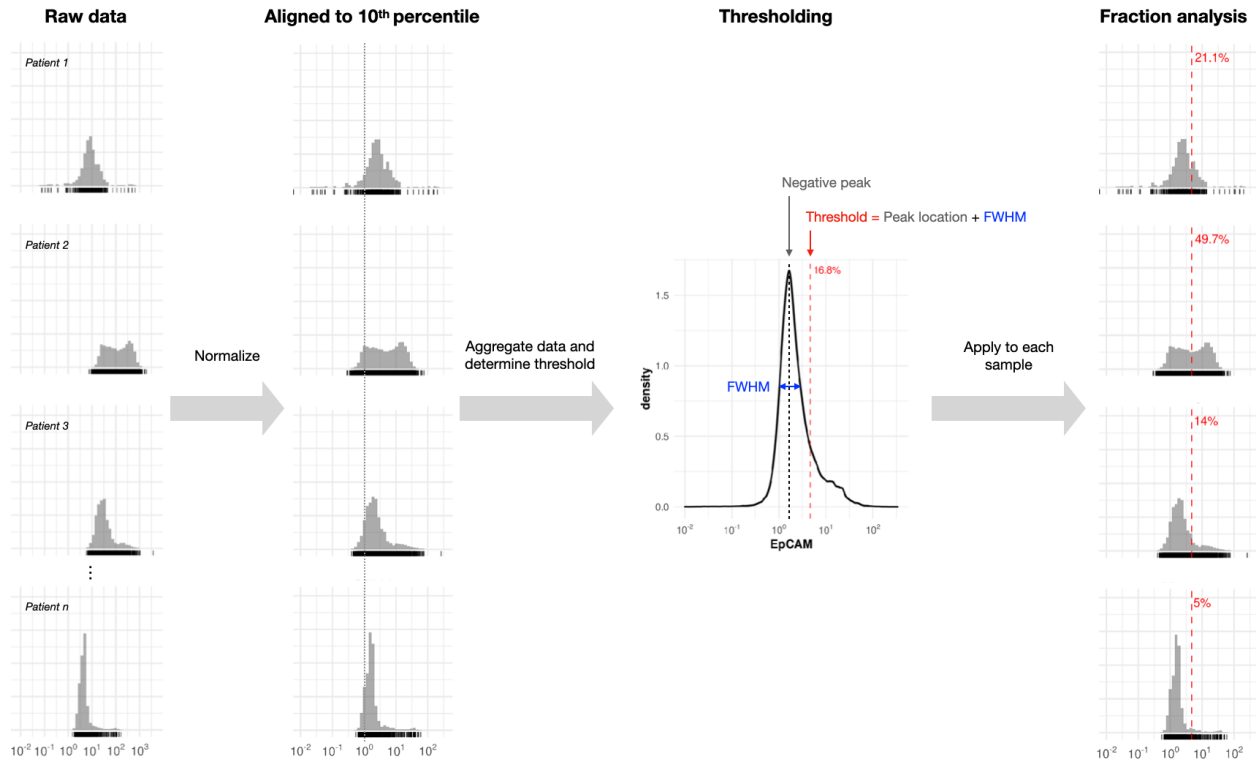 Raw data
Aligned to 10th percentile
Thresholding
Fraction analysis
Patient 1
21.1%
Negative peak
Threshold = Peak location + FWHM
Patient 2
49.7%
16.8%
1.5
Normalize
Aggregate data and
determine threshold
Apply to each
sample
1.0
FWHM
density
Patient 3
14%
0.5
0.0
10-2
10-1
100
101
102
EpCAM
⋮
Patient n
5%
10-2 10-1 100 101 102 103
10-2 10-1 100 101 102
10-2 10-1 100 101 102